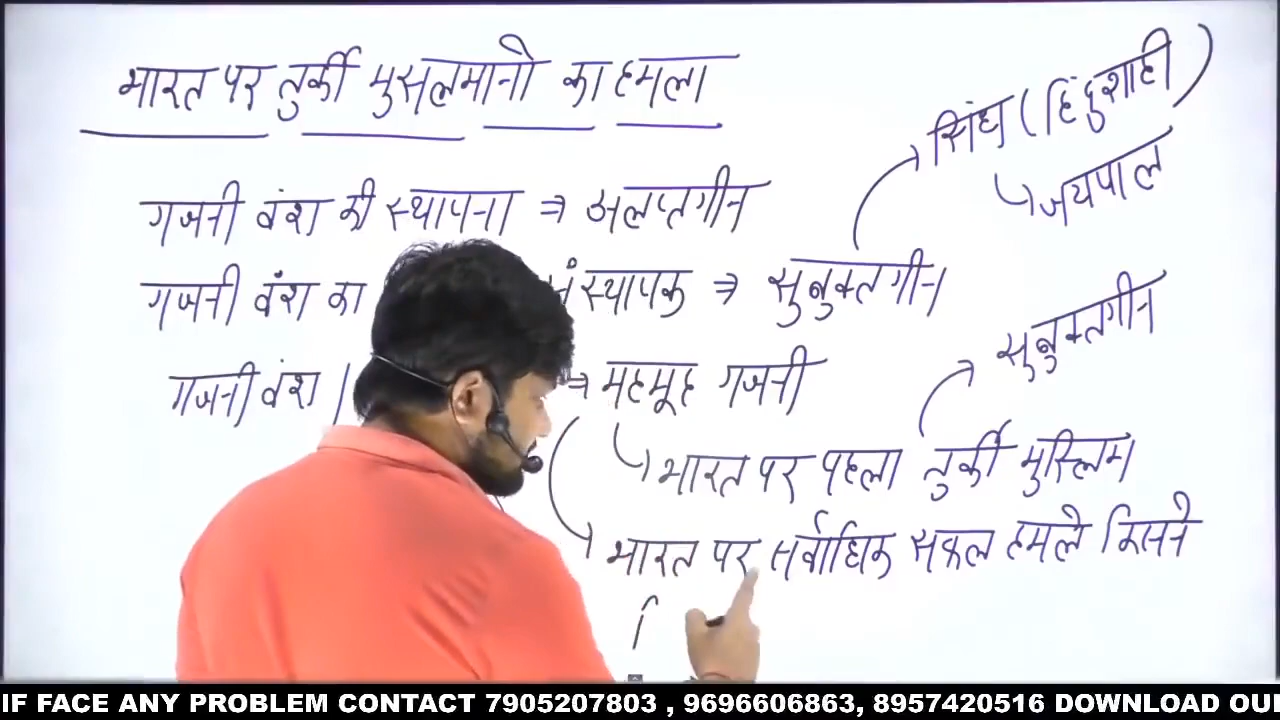 भारत पर तुर्की मुसलमानो का हमला
सिंध (हिंदुशाही)
जयपाल
गजनी वंश की स्थापना ⇒ अलप्तगीन
गजनी वंश का संस्थापक ⇒ सुबुक्तगीन
सुबुक्तगीन
गजनी वंश ⇒ महमूद गजनी
भारत पर पहला तुर्की मुस्लिम
भारत पर सर्वाधिक सफल हमले किसने
IF FACE ANY PROBLEM CONTACT 7905207803 , 9696606863, 8957420516 DOWNLOAD OUR